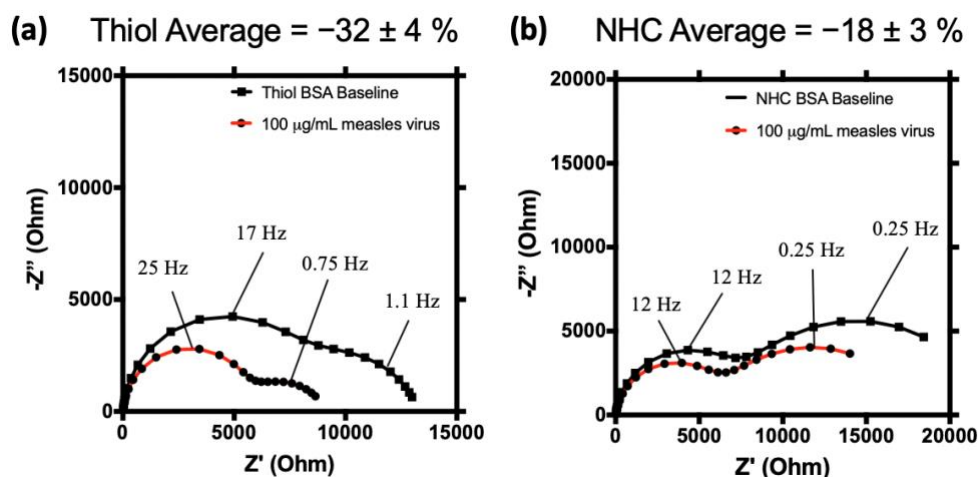 (a) Thiol Average = −32 ± 4 %
15000
10000
5000
0
-Z” (Ohm)
Thiol BSA Baseline
100 μg/mL measles virus
25 Hz
17 Hz
0.75 Hz
1.1 Hz
0 5000 10000 15000
Z' (Ohm)
(b) NHC Average = −18 ± 3 %
20000
15000
10000
5000
0
-Z” (Ohm)
NHC BSA Baseline
100 μg/mL measles virus
12 Hz
12 Hz
0.25 Hz
0.25 Hz
0 5000 10000 15000 20000
Z' (Ohm)